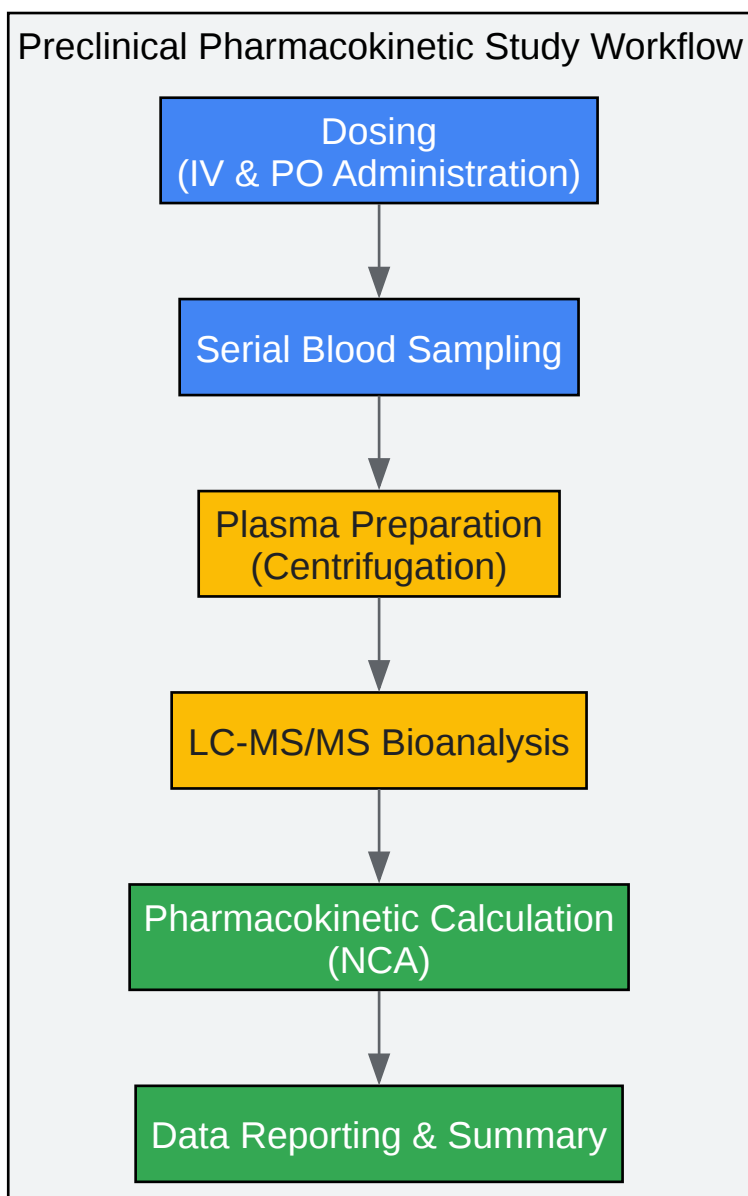 Preclinical Pharmacokinetic Study Workflow
Dosing
(IV & PO Administration)
Serial Blood Sampling
Plasma Preparation
(Centrifugation)
LC-MS/MS Bioanalysis
Pharmacokinetic Calculation
(NCA)
Data Reporting & Summary